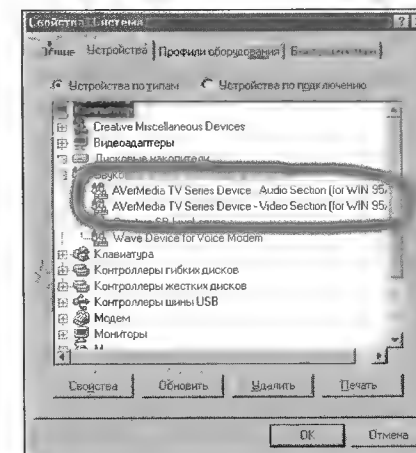 Свойства: Система
Устройства Профили оборудования
Устройства по типам Устройства по подключению
Creative Miscellaneous Devices
Видеоадаптеры
Дисковые накопители
Звуко
AVerMedia TV Series Device - Audio Section (for WIN 95/
AVerMedia TV Series Device - Video Section (for WIN 95/
Wave Device for Voice Modem
Клавиатура
Контроллеры гибких дисков
Контроллеры жестких дисков
Контроллеры шины USB
Модем
Мониторы
Свойства Обновить Удалить Печать
OK Отмена